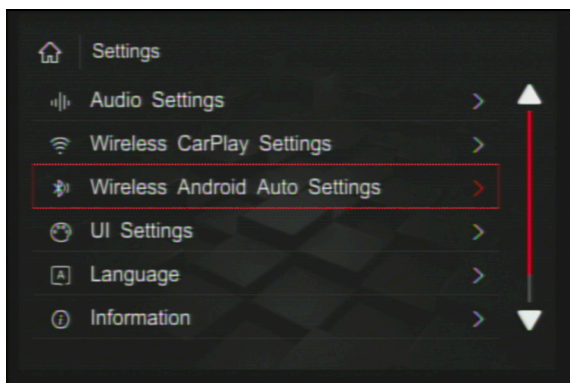 Settings
Audio Settings
Wireless CarPlay Settings
Wireless Android Auto Settings
UI Settings
A Language
Information